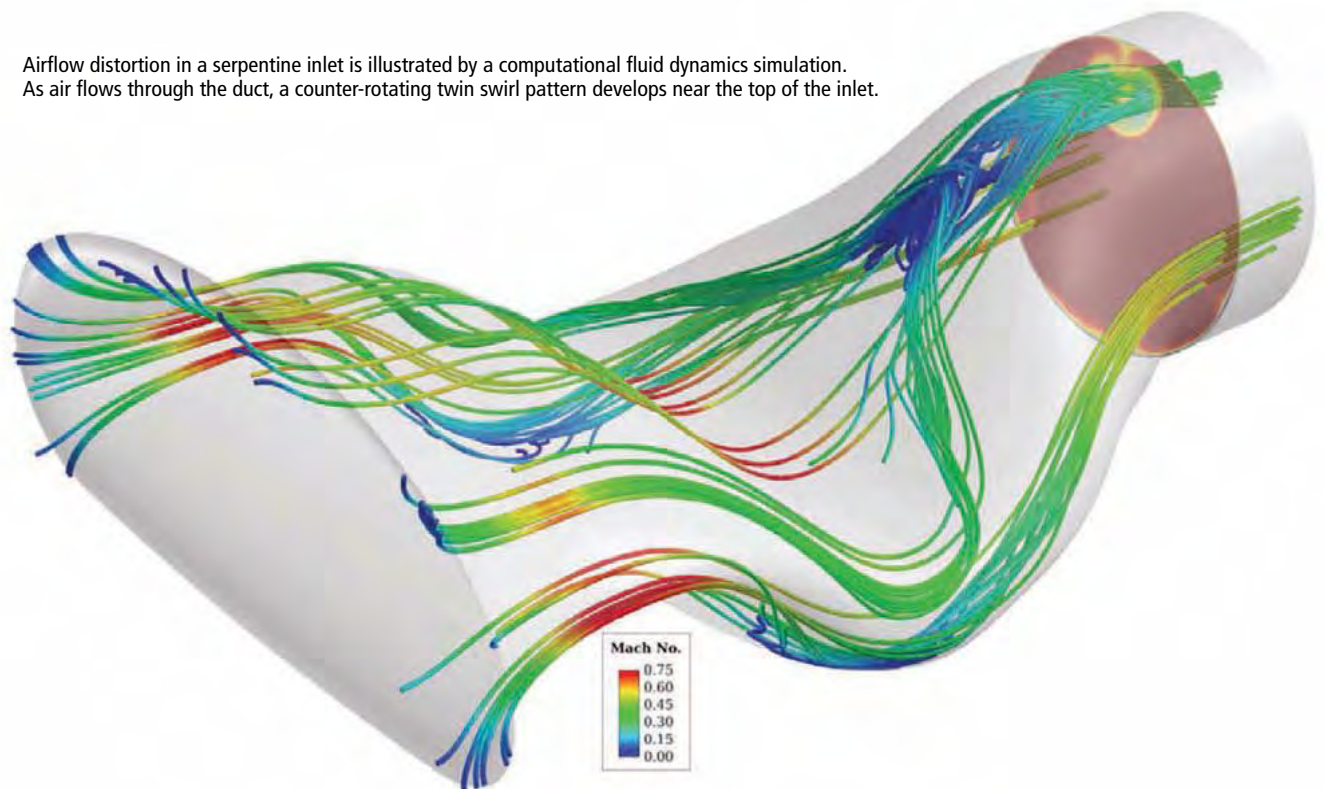 Airflow distortion in a serpentine inlet is illustrated by a computational fluid dynamics simulation.
As air flows through the duct, a counter-rotating twin swirl pattern develops near the top of the inlet.
Mach No.
0.75
0.60
0.45
0.30
0.15
0.00